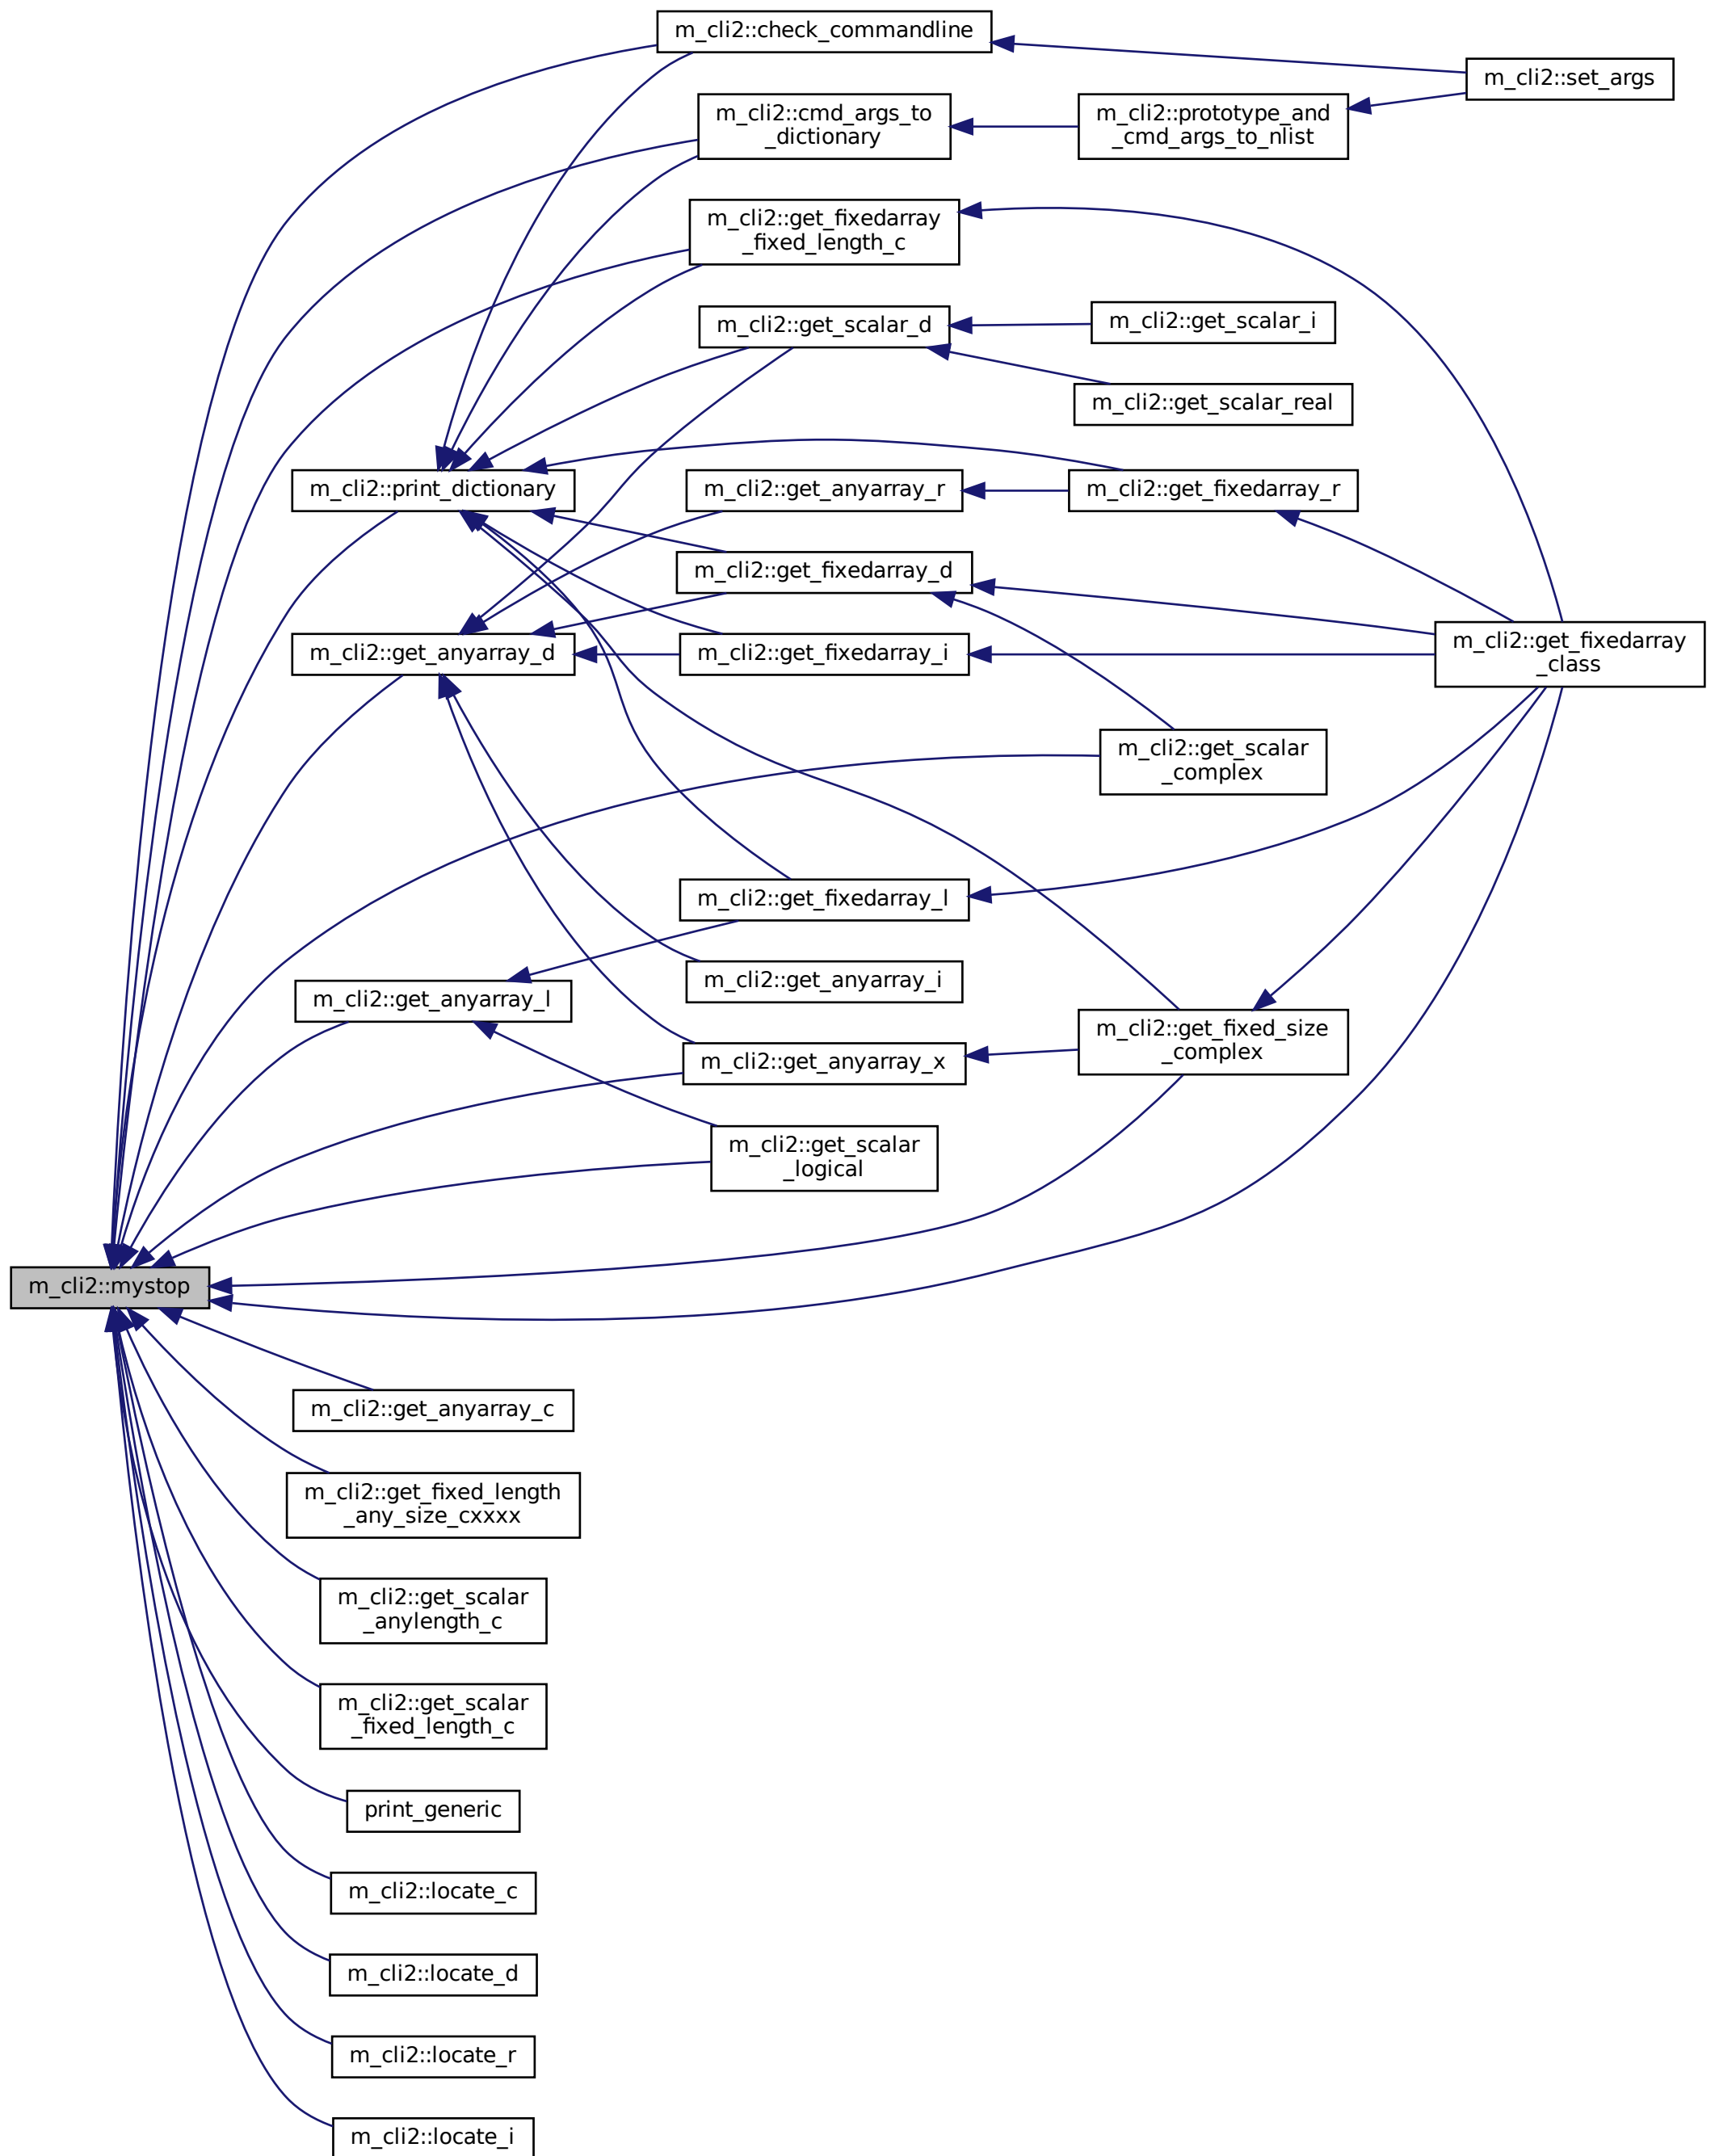 m_cli2::check_commandline
m_cli2::set_args
m_cli2::cmd_args_to
_dictionary
m_cli2::prototype_and
_cmd_args_to_nlist
m_cli2::get_fixedarray
_fixed_length_c
m_cli2::get_scalar_d
m_cli2::get_scalar_i
m_cli2::get_scalar_real
m_cli2::print_dictionary
m_cli2::get_anyarray_r
m_cli2::get_fixedarray_r
m_cli2::get_fixedarray_d
m_cli2::get_anyarray_d
m_cli2::get_fixedarray_i
m_cli2::get_fixedarray
_class
m_cli2::get_scalar
_complex
m_cli2::get_fixedarray_l
m_cli2::get_anyarray_i
m_cli2::get_anyarray_l
m_cli2::get_fixed_size
_complex
m_cli2::get_anyarray_x
m_cli2::get_scalar
_logical
m_cli2::mystop
m_cli2::get_anyarray_c
m_cli2::get_fixed_length
_any_size_cxxxx
m_cli2::get_scalar
_anylength_c
m_cli2::get_scalar
_fixed_length_c
print_generic
m_cli2::locate_c
m_cli2::locate_d
m_cli2::locate_r
m_cli2::locate_i